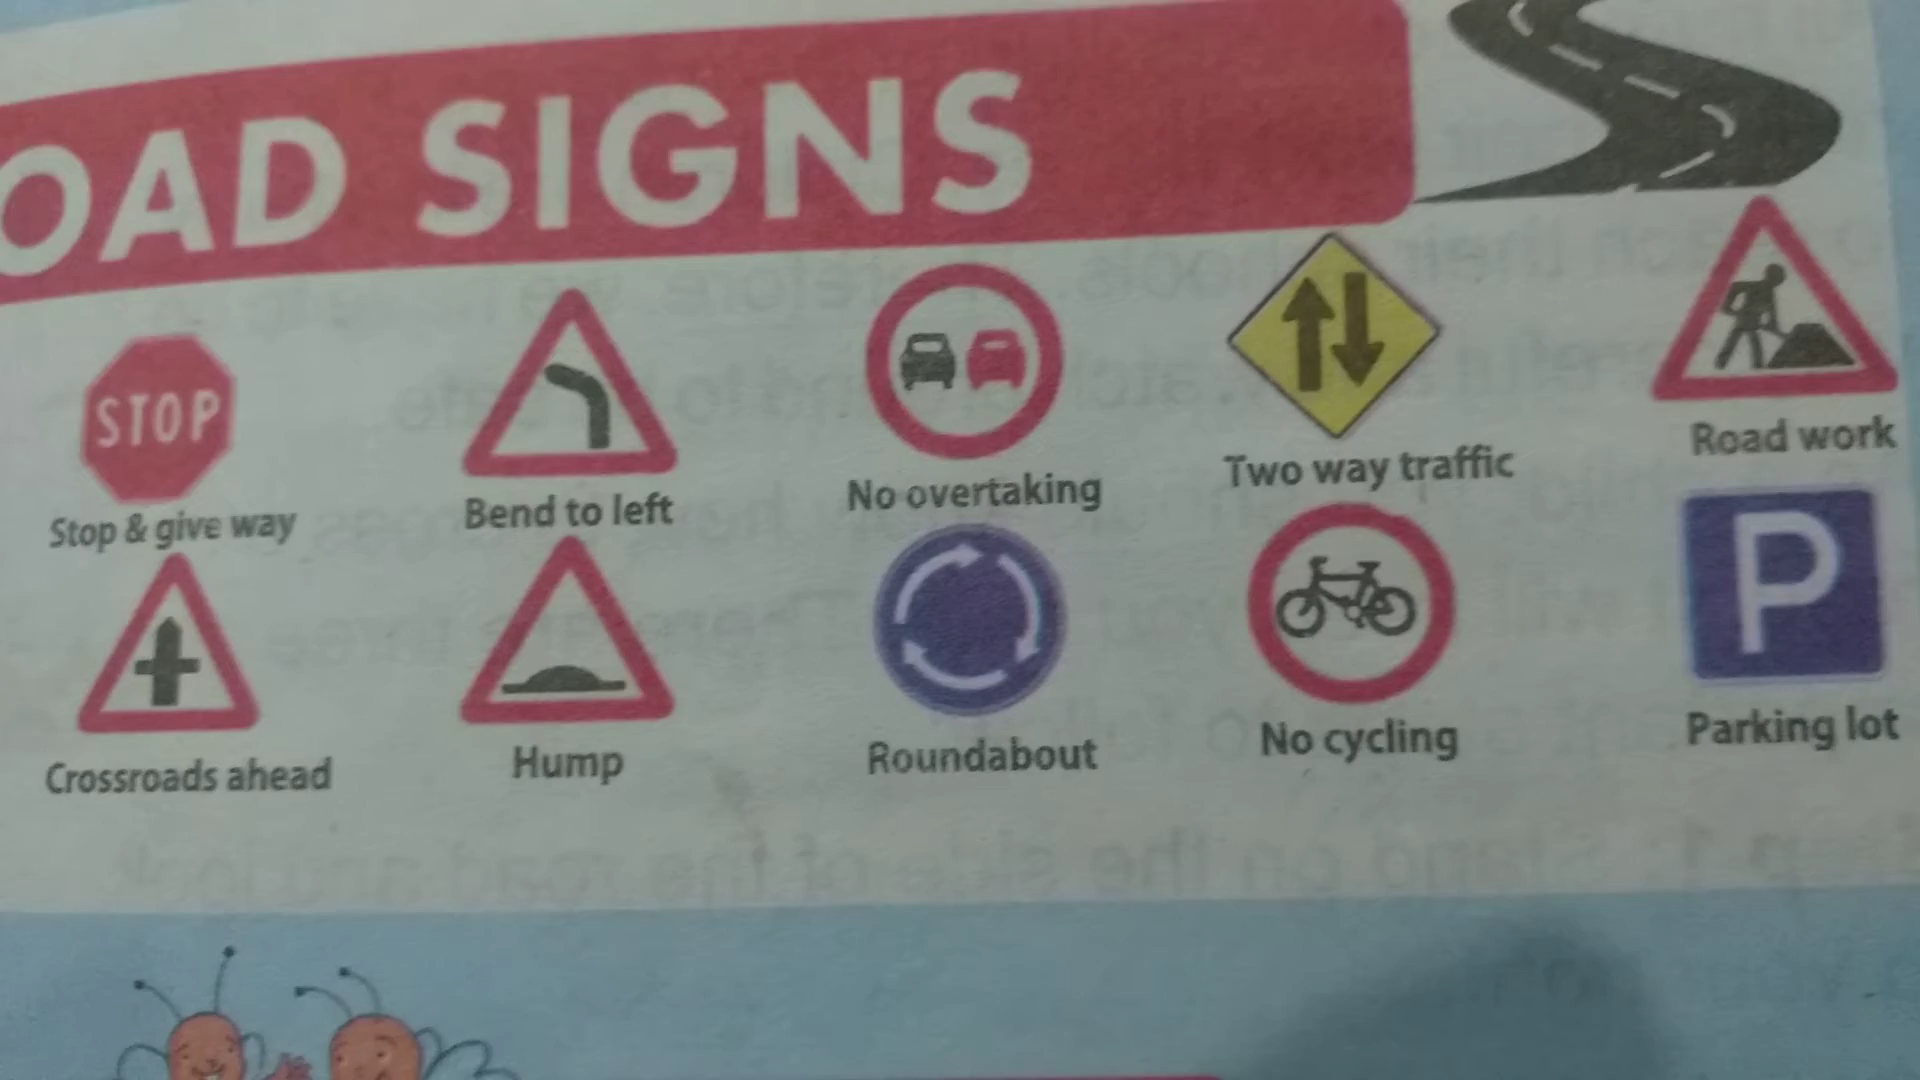 OAD SIGNS
STOP
Stop & give way
Bend to left
No overtaking
Two way traffic
Road work
P
Crossroads ahead
Hump
Roundabout
No cycling
Parking lot